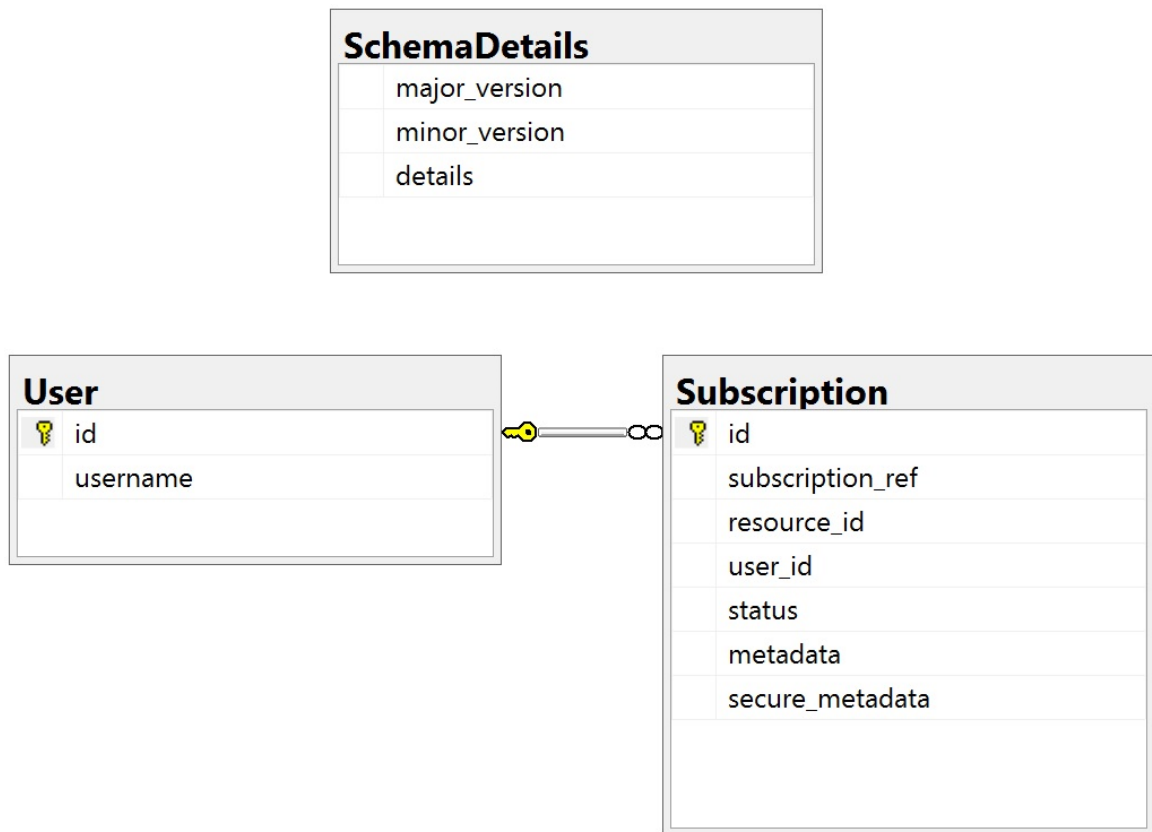 SchemaDetails
major_version
minor_version
details
User
id
username
Subscription
id
subscription_ref
resource_id
user_id
status
metadata
secure_metadata